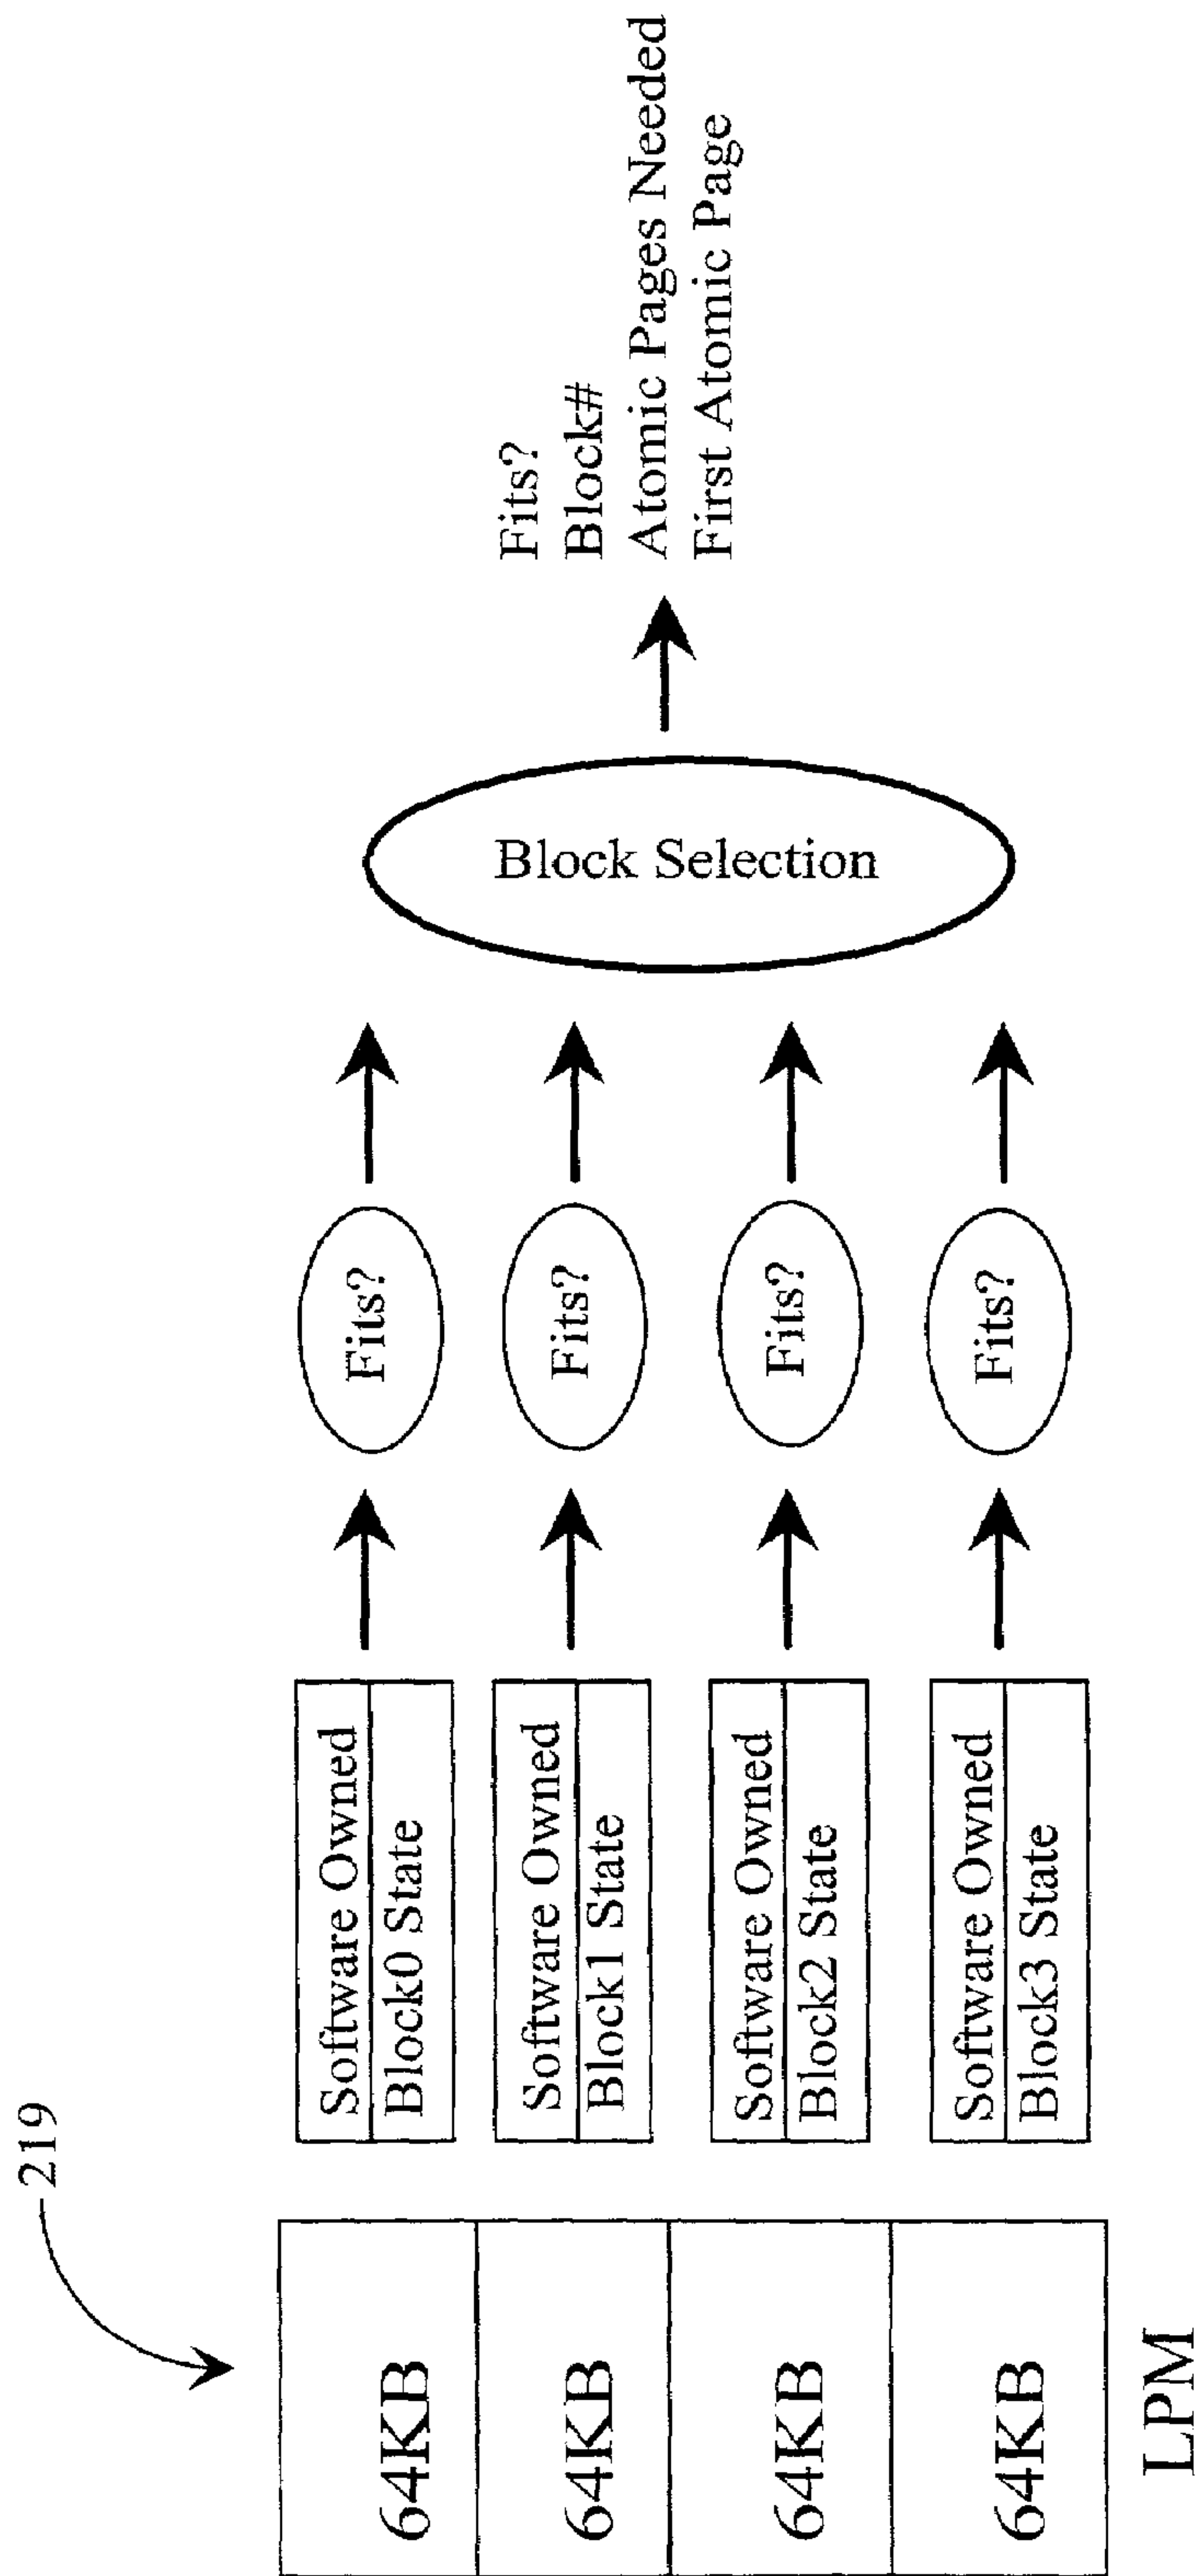 219
64KB
64KB
64KB
64KB
LPM
Software Owned
Block0 State
Software Owned
Block1 State
Software Owned
Block2 State
Software Owned
Block3 State
Fits?
Fits?
Fits?
Fits?
Block Selection
Fits?
Block#
Atomic Pages Needed
First Atomic Page